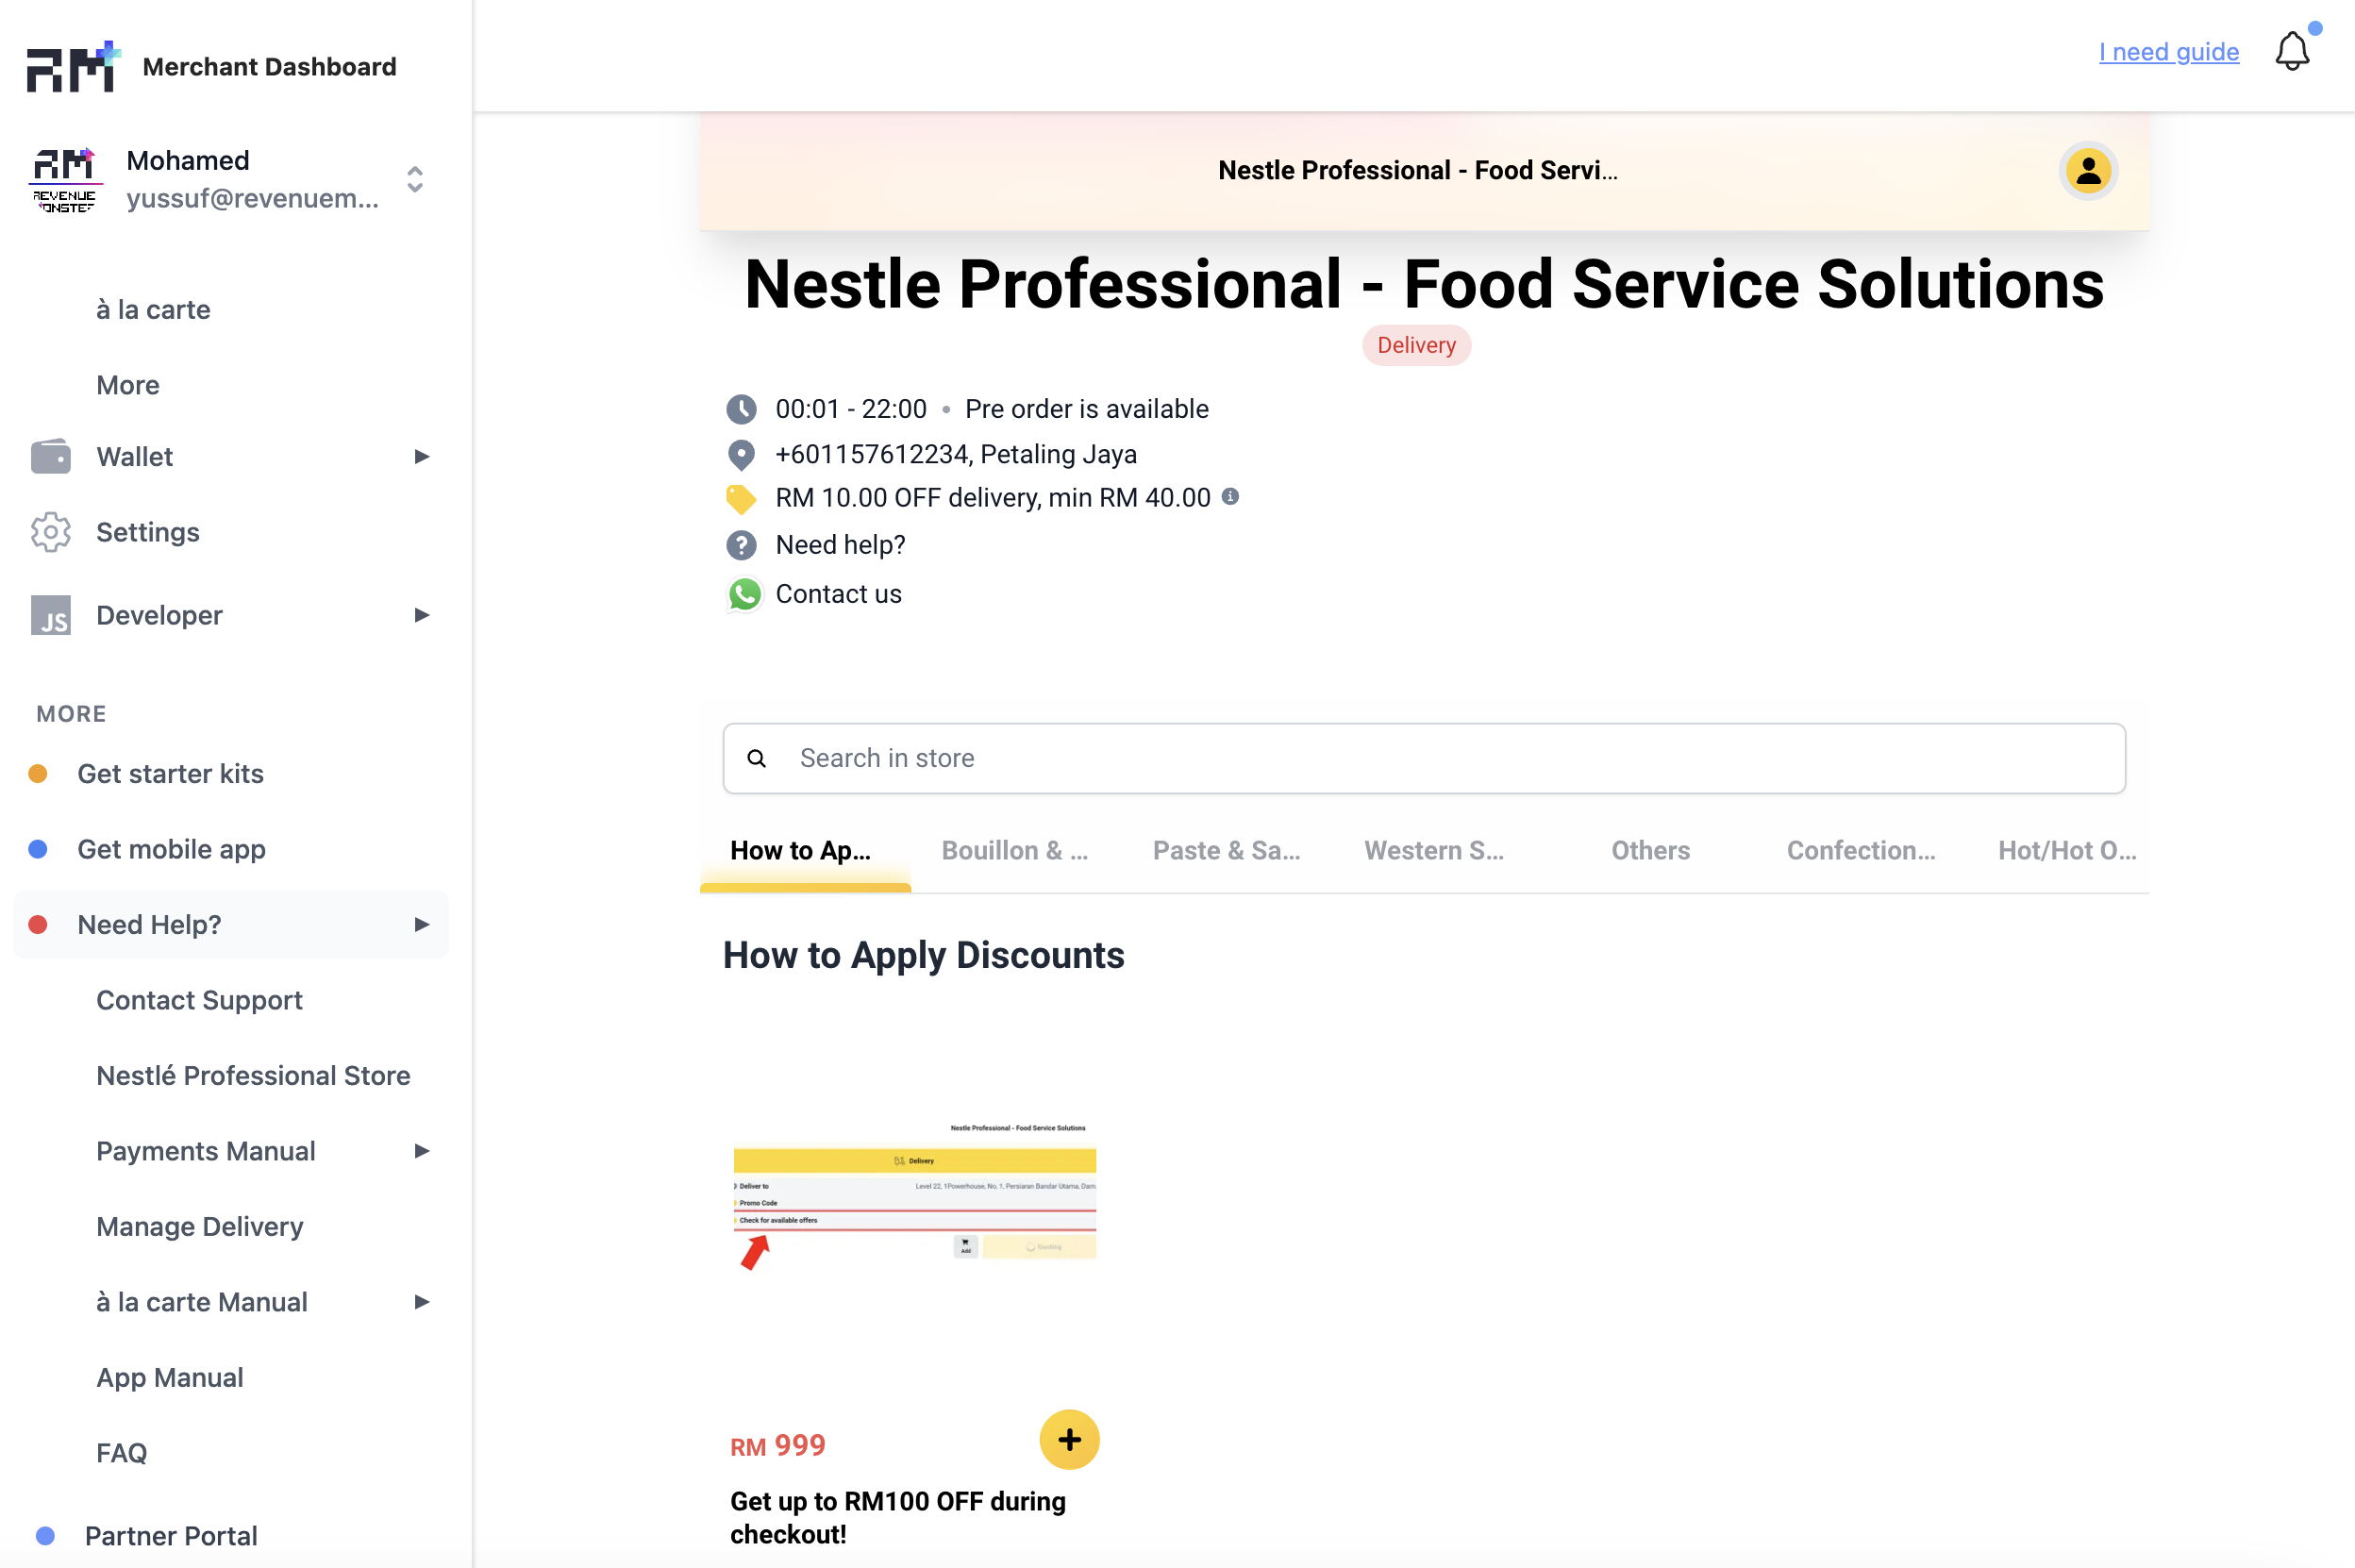 RM
Merchant Dashboard
I need guide
RM
REVENUE
MONSTER
Mohamed
yussuf@revenuem...
à la carte
More
Wallet
Settings
JS
Developer
MORE
Get starter kits
Get mobile app
Need Help?
Contact Support
Nestlé Professional Store
Payments Manual
Manage Delivery
à la carte Manual
App Manual
FAQ
Partner Portal
Nestle Professional - Food Servi...
Nestle Professional - Food Service Solutions
Delivery
00:01 - 22:00 • Pre order is available
+601157612234, Petaling Jaya
RM 10.00 OFF delivery, min RM 40.00
Need help?
Contact us
Search in store
How to Ap... Bouillon & ... Paste & Sa... Western S... Others Confection... Hot/Hot O...
How to Apply Discounts
Nestle Professional - Food Service Solutions
Delivery
Deliver to Level 22, 1Powerhouse, No, 1, Persiaran Bandar Utama, Dam
Promo Code
Check for available offers
Add
RM 999
Get up to RM100 OFF during
checkout!